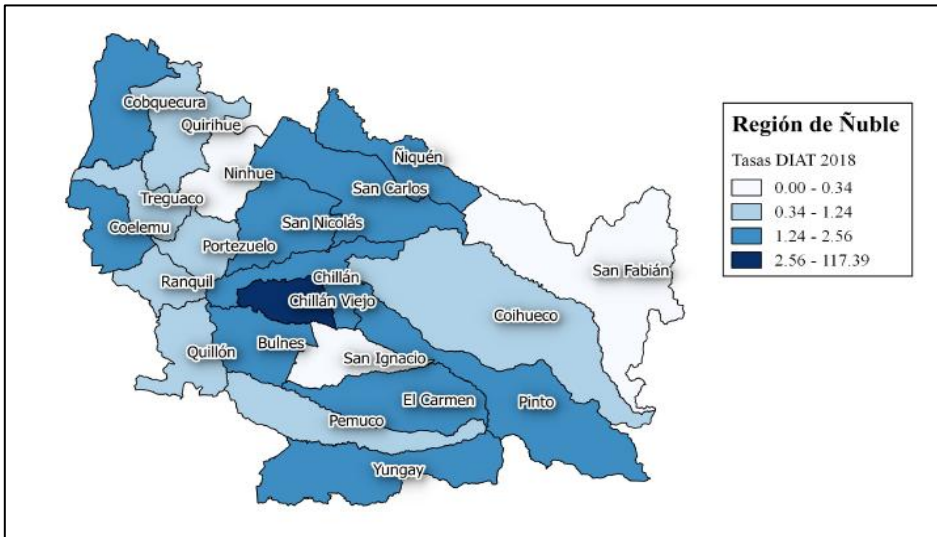 Cobquecura
Quirihue
Ninhue
Ñiquén
San Carlos
Treguaco
San Nicolás
Coelemu
Portezuelo
Ranquil
Chillán
San Fabián
Chillán Viejo
Coihueco
Quillón
Bulnes
San Ignacio
El Carmen
Pinto
Pemuco
Yungay
Región de Ñuble
Tasas DIAT 2018
0.00 - 0.34
0.34 - 1.24
1.24 - 2.56
2.56 - 117.39